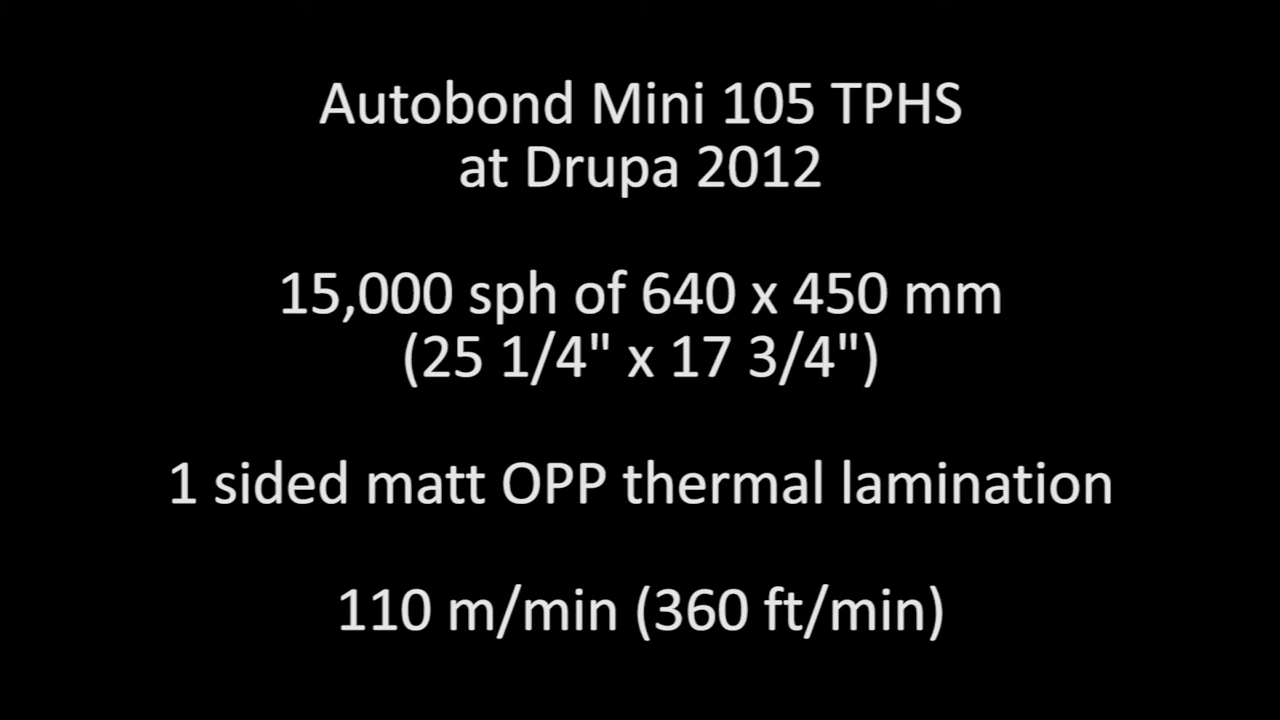 Autobond Mini 105 TPHS
at Drupa 2012
15,000 sph of 640 x 450 mm
(25 1/4" x 17 3/4")
1 sided matt OPP thermal lamination
110 m/min (360 ft/min)